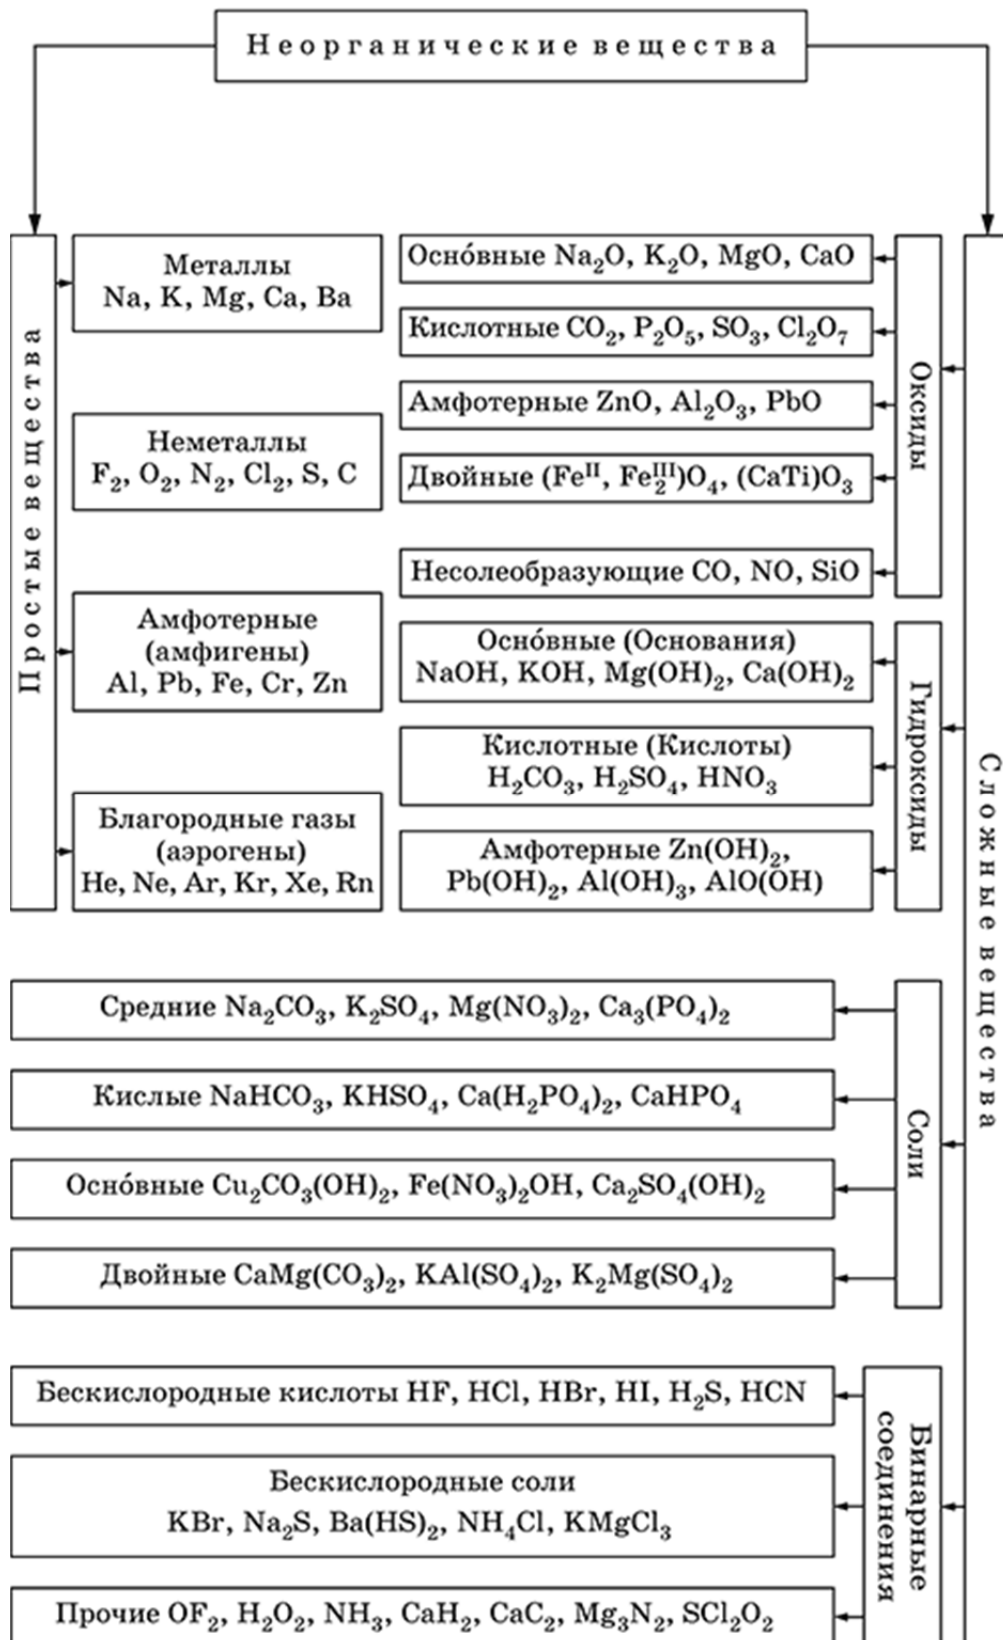 Неорганические вещества
Простые вещества
Металлы
Na, K, Mg, Ca, Ba
Неметаллы
F₂, O₂, N₂, Cl₂, S, C
Амфотерные
(амфигены)
Al, Pb, Fe, Cr, Zn
Благородные газы
(аэрогены)
He, Ne, Ar, Kr, Xe, Rn
Сложные вещества
Оксиды
Осно́вные Na₂O, K₂O, MgO, CaO
Кислотные CO₂, P₂O₅, SO₃, Cl₂O₇
Амфотерные ZnO, Al₂O₃, PbO
Двойные (Feᴵᴵ, Fe₂ᴵᴵᴵ)O₄, (CaTi)O₃
Несолеобразующие CO, NO, SiO
Гидроксиды
Осно́вные (Основания)
NaOH, KOH, Mg(OH)₂, Ca(OH)₂
Кислотные (Кислоты)
H₂CO₃, H₂SO₄, HNO₃
Амфотерные Zn(OH)₂,
Pb(OH)₂, Al(OH)₃, AlO(OH)
Соли
Средние Na₂CO₃, K₂SO₄, Mg(NO₃)₂, Ca₃(PO₄)₂
Кислые NaHCO₃, KHSO₄, Ca(H₂PO₄)₂, CaHPO₄
Осно́вные Cu₂CO₃(OH)₂, Fe(NO₃)₂OH, Ca₂SO₄(OH)₂
Двойные CaMg(CO₃)₂, KAl(SO₄)₂, K₂Mg(SO₄)₂
Бинарные
соединения
Бескислородные кислоты HF, HCl, HBr, HI, H₂S, HCN
Бескислородные соли
KBr, Na₂S, Ba(HS)₂, NH₄Cl, KMgCl₃
Прочие OF₂, H₂O₂, NH₃, CaH₂, CaC₂, Mg₃N₂, SCl₂O₂